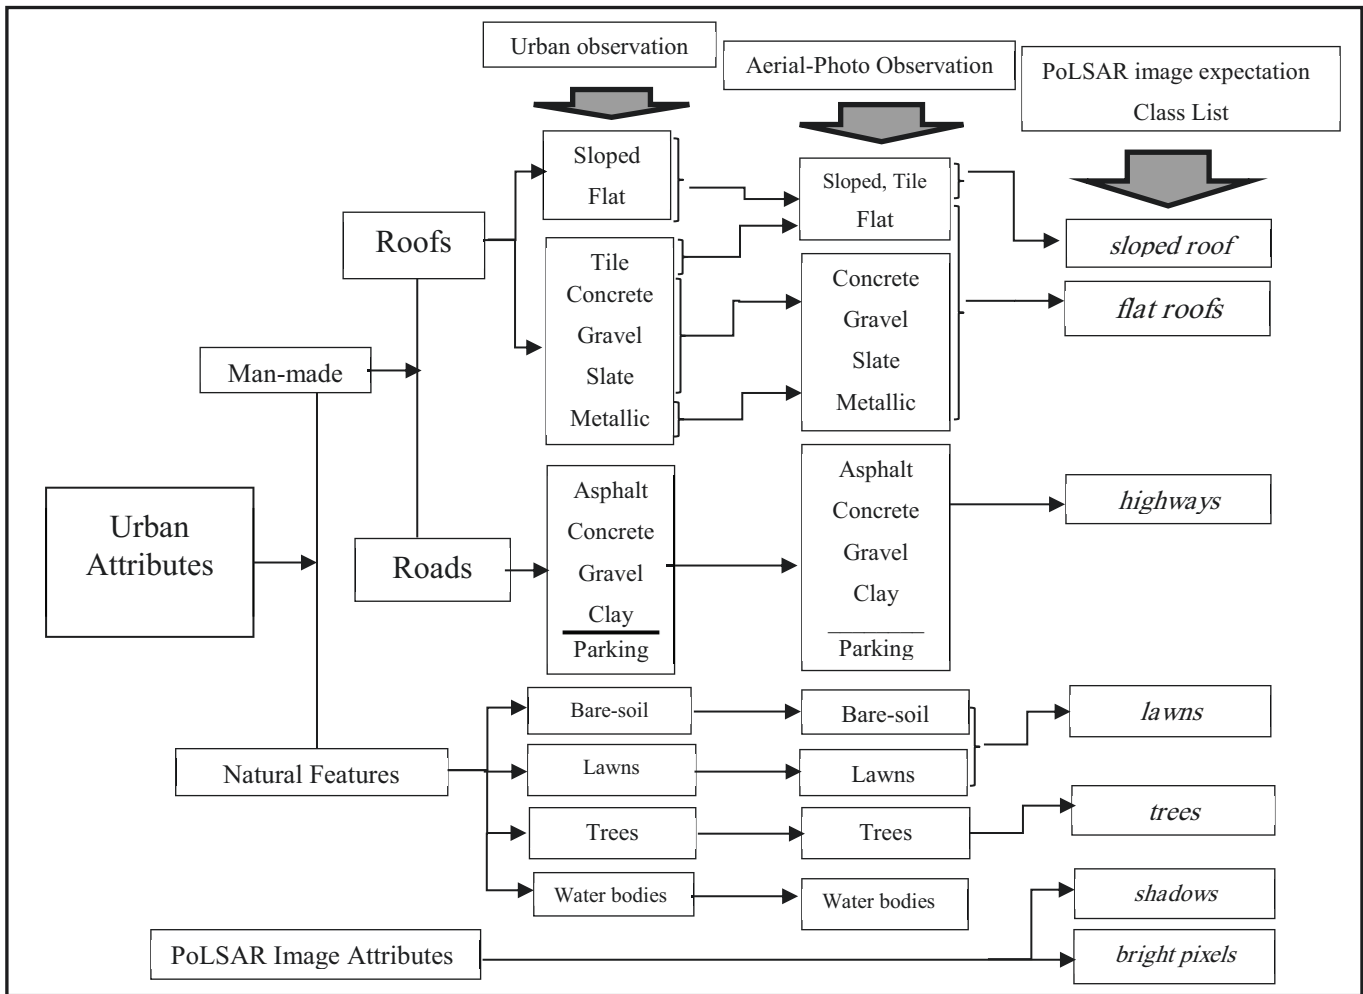 Urban observation
Aerial-Photo Observation
PoLSAR image expectation
Class List
Sloped
Flat
Sloped, Tile
Flat
Roofs
sloped roof
Tile
Concrete
Gravel
Slate
Metallic
Concrete
Gravel
Slate
Metallic
flat roofs
Man-made
Urban
Attributes
Roads
Asphalt
Concrete
Gravel
Clay
Parking
Asphalt
Concrete
Gravel
Clay
Parking
highways
Natural Features
Bare-soil
Bare-soil
lawns
Lawns
Lawns
Trees
Trees
trees
Water bodies
Water bodies
shadows
PoLSAR Image Attributes
bright pixels